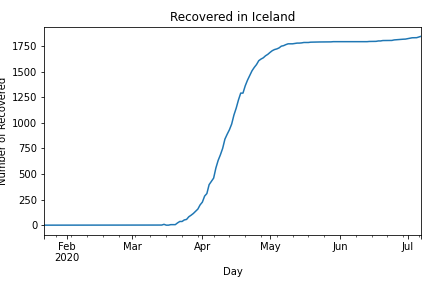 Recovered in Iceland
Number of Recovered
1750
1500
1250
1000
750
500
250
0
Feb
2020
Mar
Apr
May
Jun
Jul
Day